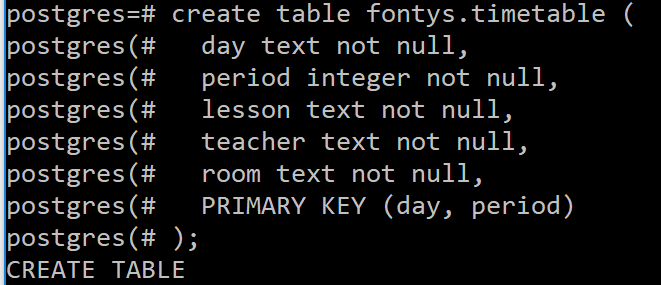 postgres=# create table fontys.timetable (
postgres(#   day text not null,
postgres(#   period integer not null,
postgres(#   lesson text not null,
postgres(#   teacher text not null,
postgres(#   room text not null,
postgres(#   PRIMARY KEY (day, period)
postgres(# );
CREATE TABLE